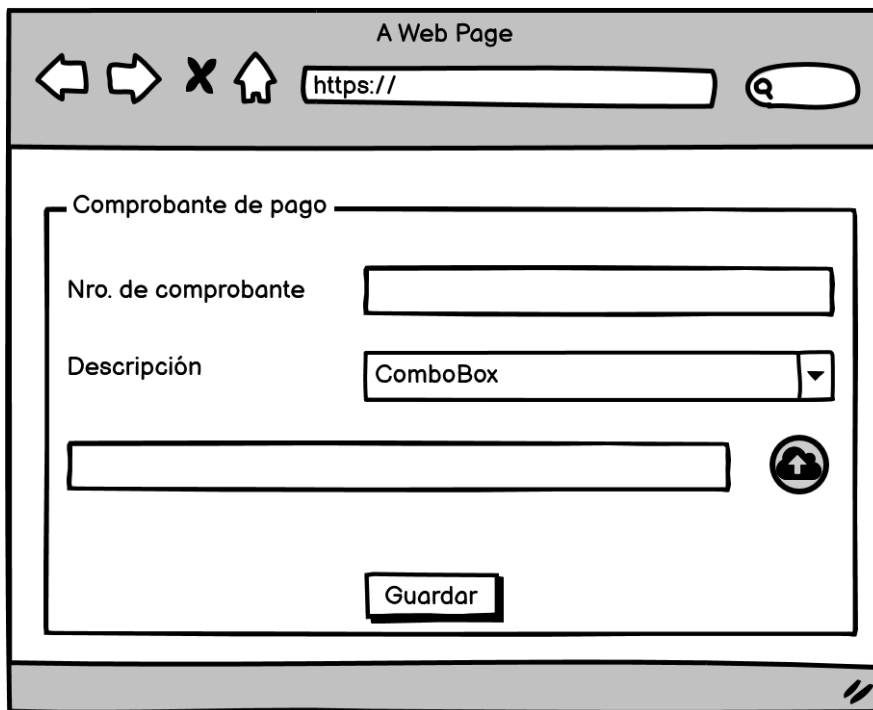 A Web Page
https://
Comprobante de pago
Nro. de comprobante
Descripción
ComboBox
Guardar